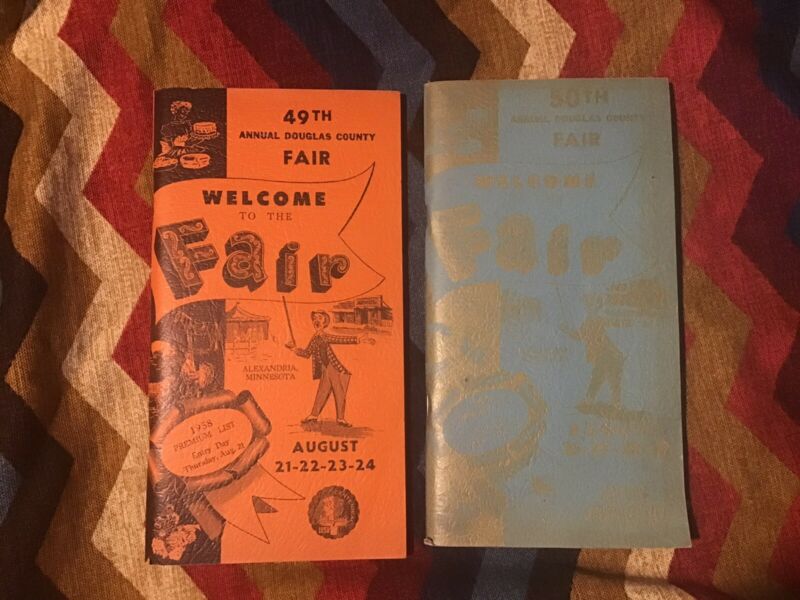 49TH
ANNUAL DOUGLAS COUNTY
FAIR
WELCOME
TO THE
Fair
ALEXANDRIA,
MINNESOTA
1958
PREMIUM LIST
Entry Day
Thursday, Aug. 21
AUGUST
21-22-23-24
50TH
ANNUAL DOUGLAS COUNTY
FAIR
WELCOME
Fair